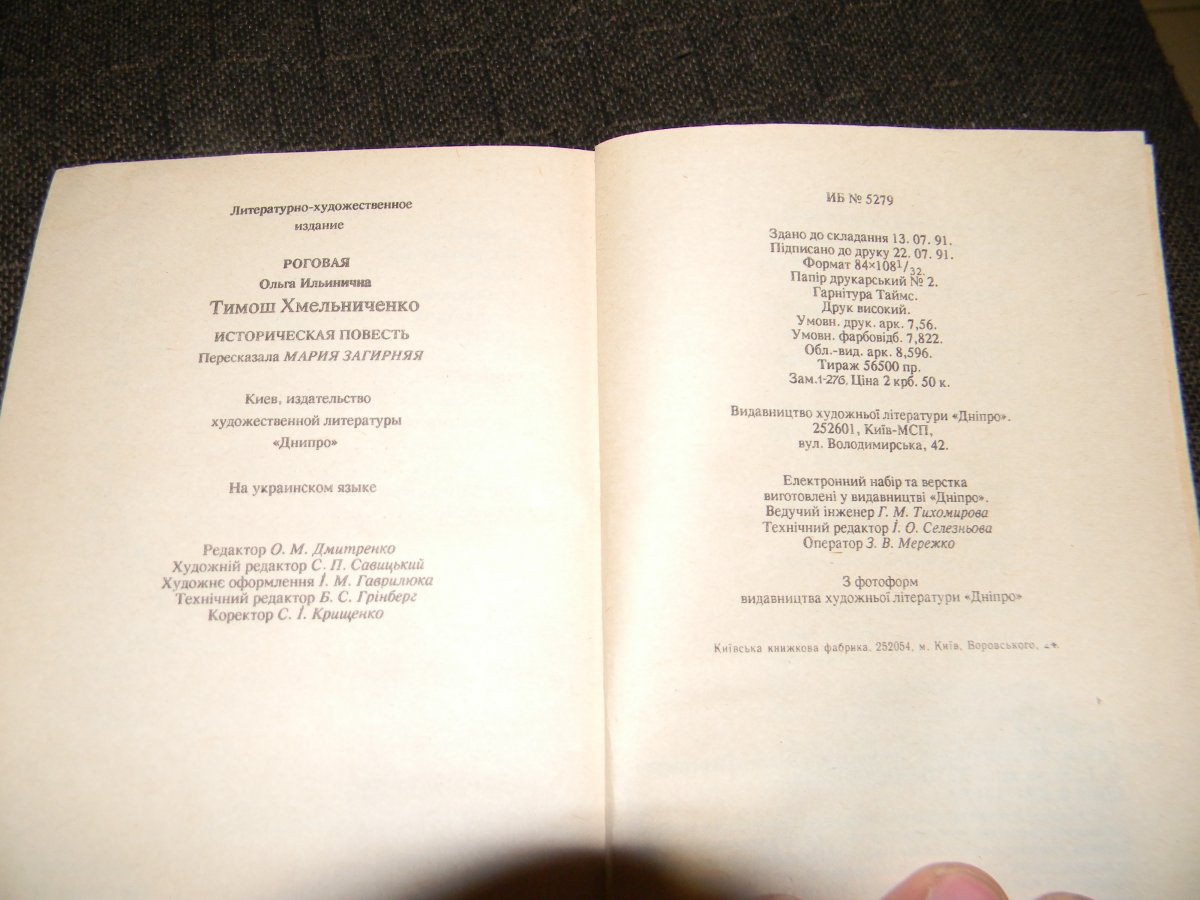 Литературно-художественное
издание
РОГОВАЯ
Ольга Ильинична
Тимош Хмельниченко
ИСТОРИЧЕСКАЯ ПОВЕСТЬ
Пересказала МАРИЯ ЗАГИРНЯЯ
Киев, издательство
художественной литературы
«Днипро»
На украинском языке
Редактор О. М. Дмитренко
Художній редактор С. П. Савицький
Художнє оформлення І. М. Гаврилюка
Технічний редактор Б. С. Грінберг
Коректор С. І. Крищенко
ИБ № 5279
Здано до складання 13. 07. 91.
Підписано до друку 22. 07. 91.
Формат 84×108 1/32.
Папір друкарський № 2.
Гарнітура Таймс.
Друк високий.
Умовн. друк. арк. 7,56.
Умовн. фарбовідб. 7,822.
Обл.-вид. арк. 8,596.
Тираж 56500 пр.
Зам. 1-276. Ціна 2 крб. 50 к.
Видавництво художньої літератури «Дніпро».
252601, Київ-МСП,
вул. Володимирська, 42.
Електронний набір та верстка
виготовлені у видавництві «Дніпро».
Ведучий інженер Г. М. Тихомирова
Технічний редактор І. О. Селезньова
Оператор З. В. Мережко
З фотоформ
видавництва художньої літератури «Дніпро»
Київська книжкова фабрика, 252054, м. Київ, Воровського,